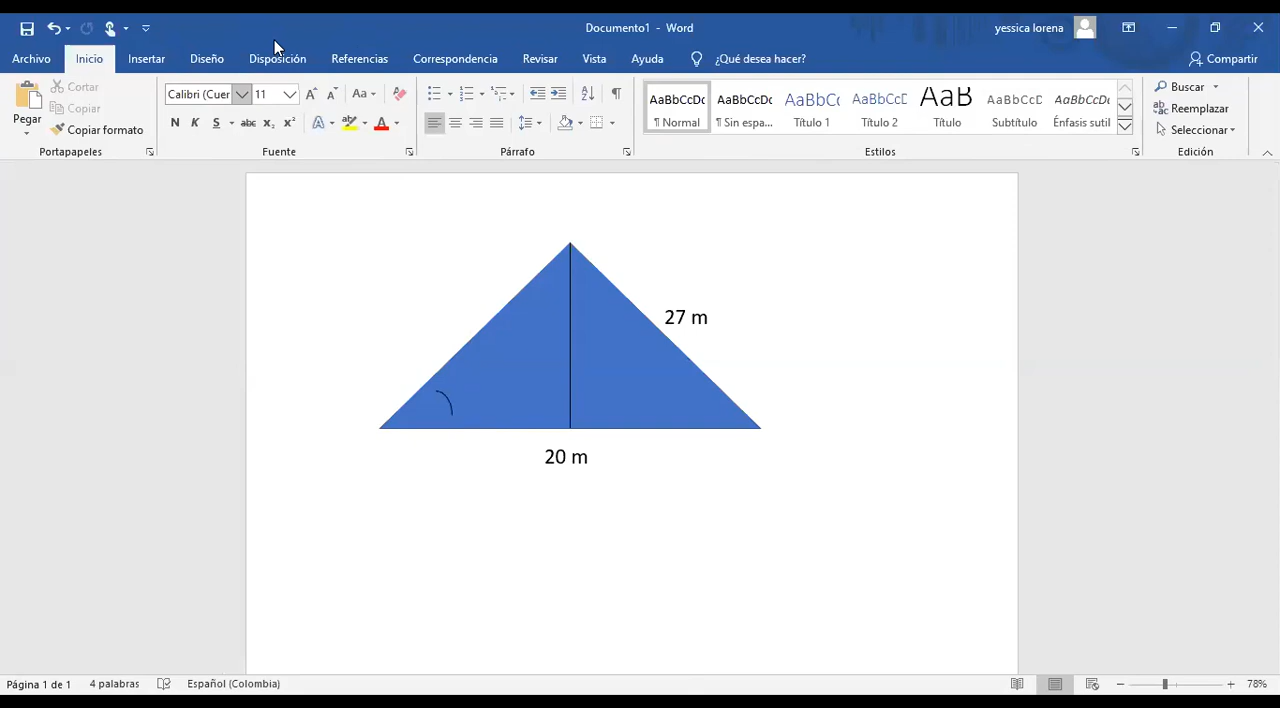 Documento1 - Word
yessica lorena
Archivo Inicio Insertar Diseño Disposición Referencias Correspondencia Revisar Vista Ayuda ¿Qué desea hacer? Compartir
Pegar
Cortar
Copiar
Copiar formato
Portapapeles
Calibri (Cuer 11 Aa
N K S abc x₂ x² A A
Fuente
Párrafo
AaBbCcDc AaBbCcDc AaBbCc AaBbCcD AaB AaBbCcD AaBbCcDc
¶ Normal ¶ Sin espa... Título 1 Título 2 Título Subtítulo Énfasis sutil
Estilos
Buscar
Reemplazar
Seleccionar
Edición
27 m
20 m
Página 1 de 1 4 palabras Español (Colombia) 78%